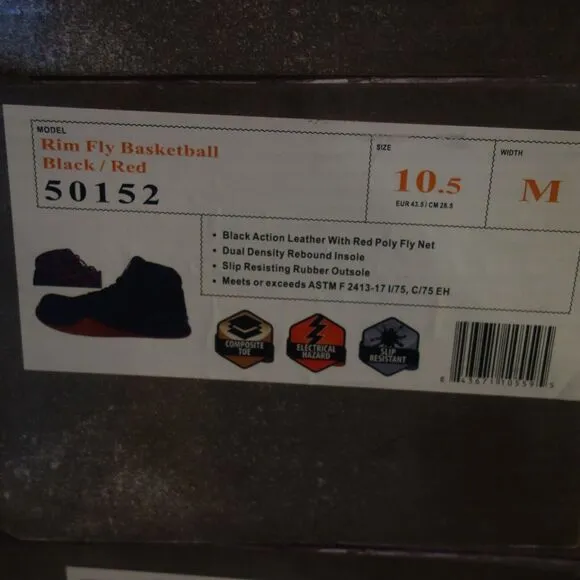 MODEL
Rim Fly Basketball
Black / Red
50152
SIZE
10.5
EUR 43.5 / CM 28.5
WIDTH
M
• Black Action Leather With Red Poly Fly Net
• Dual Density Rebound Insole
• Slip Resisting Rubber Outsole
• Meets or exceeds ASTM F 2413-17 I/75, C/75 EH
COMPOSITE
TOE
ELECTRICAL
HAZARD
SLIP
RESISTANT